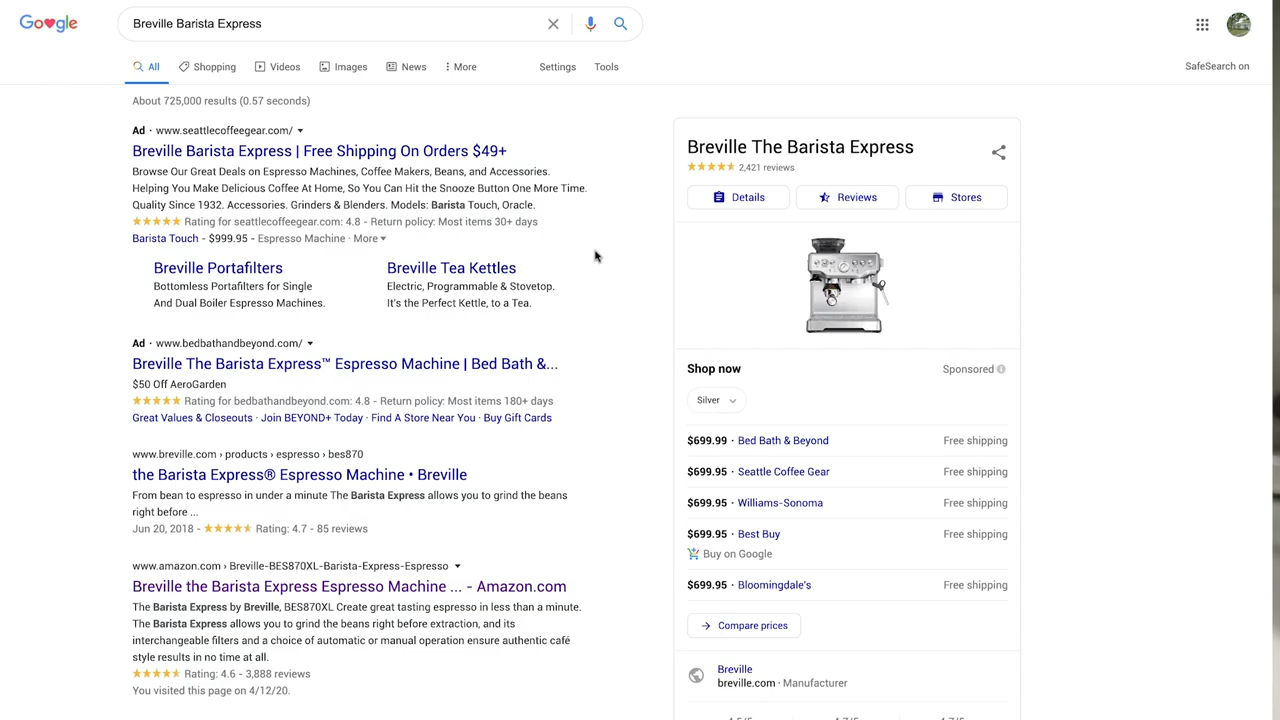 Google
Breville Barista Express
All
Shopping
Videos
Images
News
More
Settings
Tools
SafeSearch on
About 725,000 results (0.57 seconds)
Ad · www.seattlecoffeegear.com/
Breville Barista Express | Free Shipping On Orders $49+
Browse Our Great Deals on Espresso Machines, Coffee Makers, Beans, and Accessories.
Helping You Make Delicious Coffee At Home, So You Can Hit the Snooze Button One More Time.
Quality Since 1932. Accessories. Grinders & Blenders. Models: Barista Touch, Oracle.
Rating for seattlecoffeegear.com: 4.8 - Return policy: Most items 30+ days
Barista Touch - $999.95 - Espresso Machine · More
Breville Portafilters
Bottomless Portafilters for Single
And Dual Boiler Espresso Machines.
Breville Tea Kettles
Electric, Programmable & Stovetop.
It's the Perfect Kettle, to a Tea.
Ad · www.bedbathandbeyond.com/
Breville The Barista Express™ Espresso Machine | Bed Bath &...
$50 Off AeroGarden
Rating for bedbathandbeyond.com: 4.8 - Return policy: Most items 180+ days
Great Values & Closeouts · Join BEYOND+ Today · Find A Store Near You · Buy Gift Cards
www.breville.com › products › espresso › bes870
the Barista Express® Espresso Machine • Breville
From bean to espresso in under a minute The Barista Express allows you to grind the beans
right before ...
Jun 20, 2018 - Rating: 4.7 - 85 reviews
www.amazon.com › Breville-BES870XL-Barista-Express-Espresso
Breville the Barista Express Espresso Machine ... - Amazon.com
The Barista Express by Breville, BES870XL Create great tasting espresso in less than a minute.
The Barista Express allows you to grind the beans right before extraction, and its
interchangeable filters and a choice of automatic or manual operation ensure authentic café
style results in no time at all.
Rating: 4.6 - 3,888 reviews
You visited this page on 4/12/20.
Breville The Barista Express
2,421 reviews
Details
Reviews
Stores
Shop now
Sponsored
Silver
$699.99 · Bed Bath & Beyond Free shipping
$699.95 · Seattle Coffee Gear Free shipping
$699.95 · Williams-Sonoma Free shipping
$699.95 · Best Buy Free shipping
Buy on Google
$699.95 · Bloomingdale's Free shipping
Compare prices
Breville
breville.com · Manufacturer